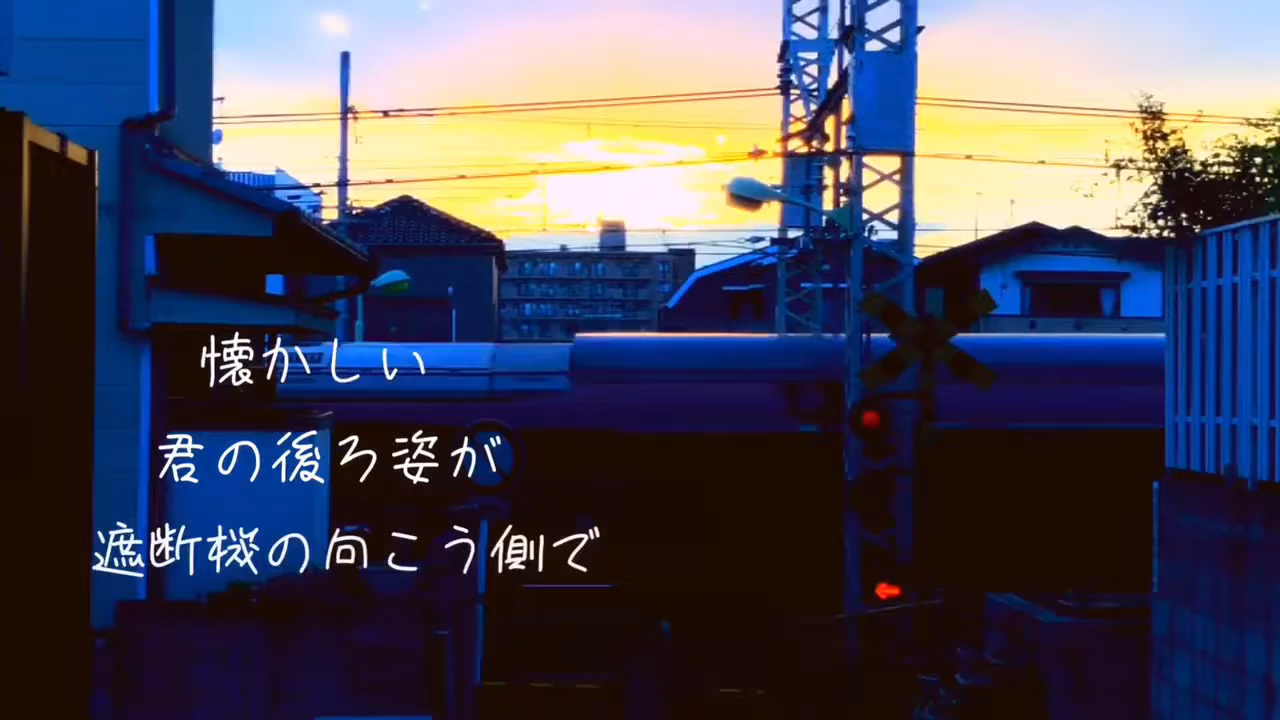 懐かしい
君の後ろ姿が
遮断機の向こう側で